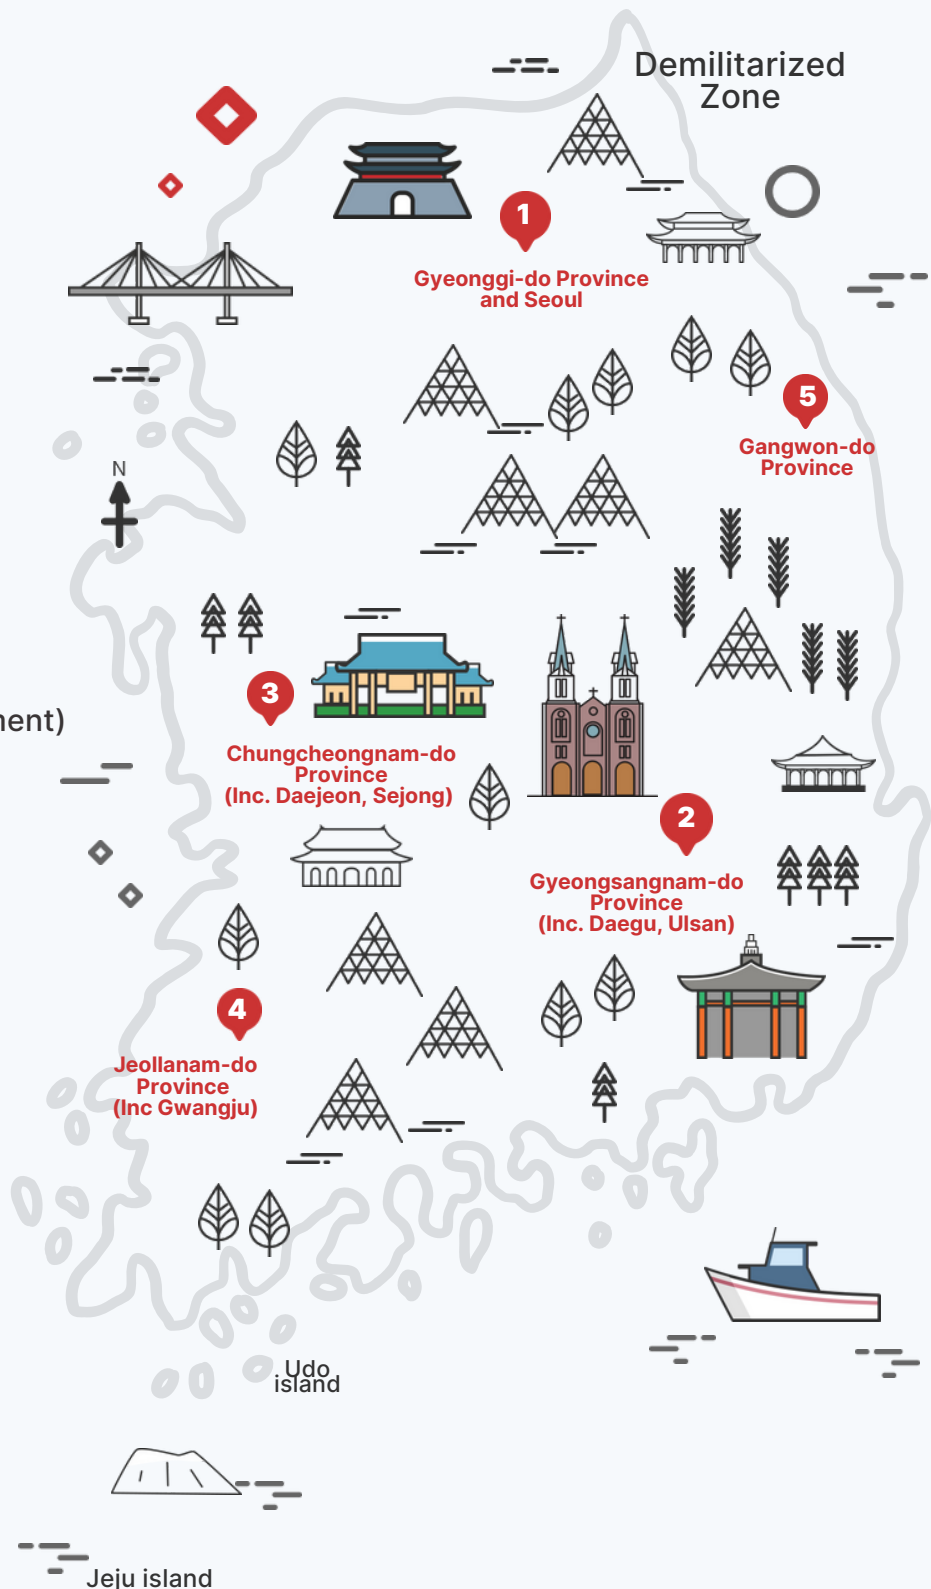 Demilitarized
Zone
1
Gyeonggi-do Province
and Seoul
5
Gangwon-do
Province
N
3
ment)
Chungcheongnam-do
Province
(Inc. Daejeon, Sejong)
2
Gyeongsangnam-do
Province
(Inc. Daegu, Ulsan)
4
Jeollanam-do
Province
(Inc Gwangju)
Udo
island
Jeju island